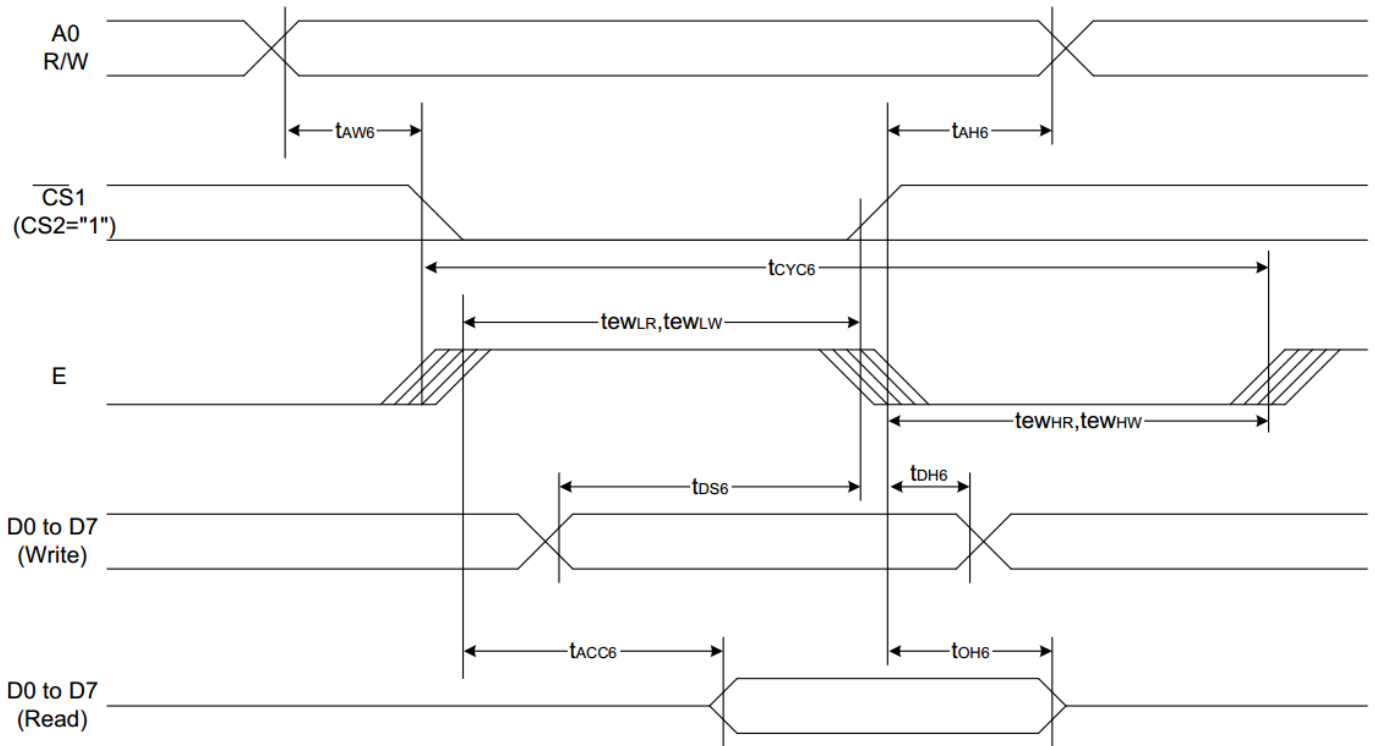 A0
R/W
tAW6
tAH6
CS1
(CS2="1")
tCYC6
tewLR,tewLW
E
tewHR,tewHW
tDS6
tDH6
D0 to D7
(Write)
tACC6
tOH6
D0 to D7
(Read)